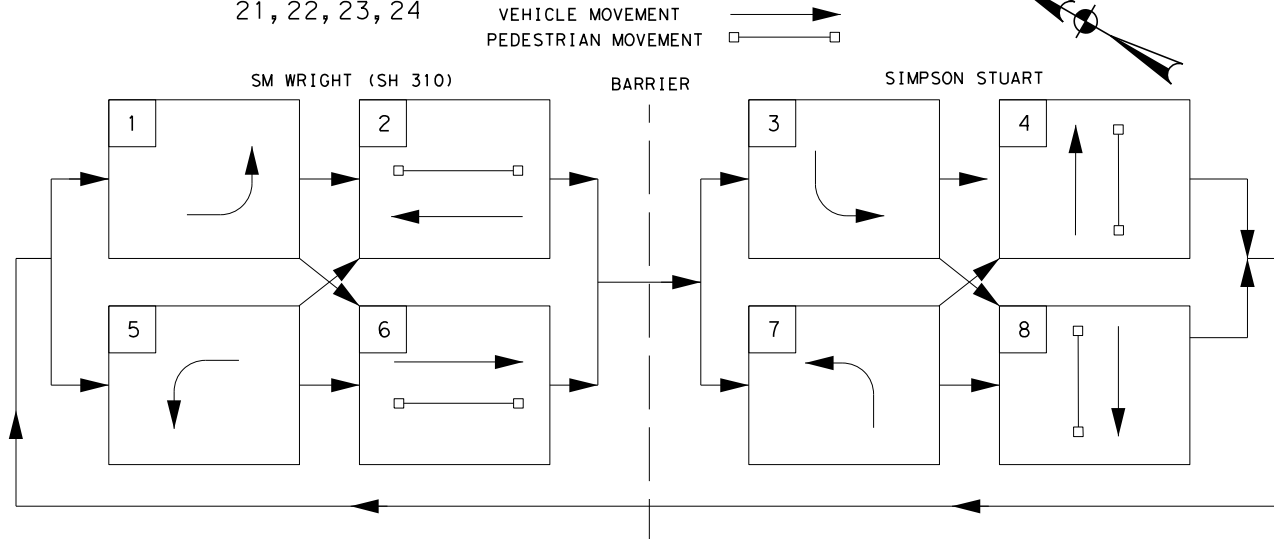 21,22,23,24
VEHICLE MOVEMENT
PEDESTRIAN MOVEMENT
SM WRIGHT (SH 310)
BARRIER
SIMPSON STUART
1
2
3
4
5
6
7
8